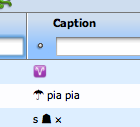 Caption
♈
☂ pia pia
s ☗ x